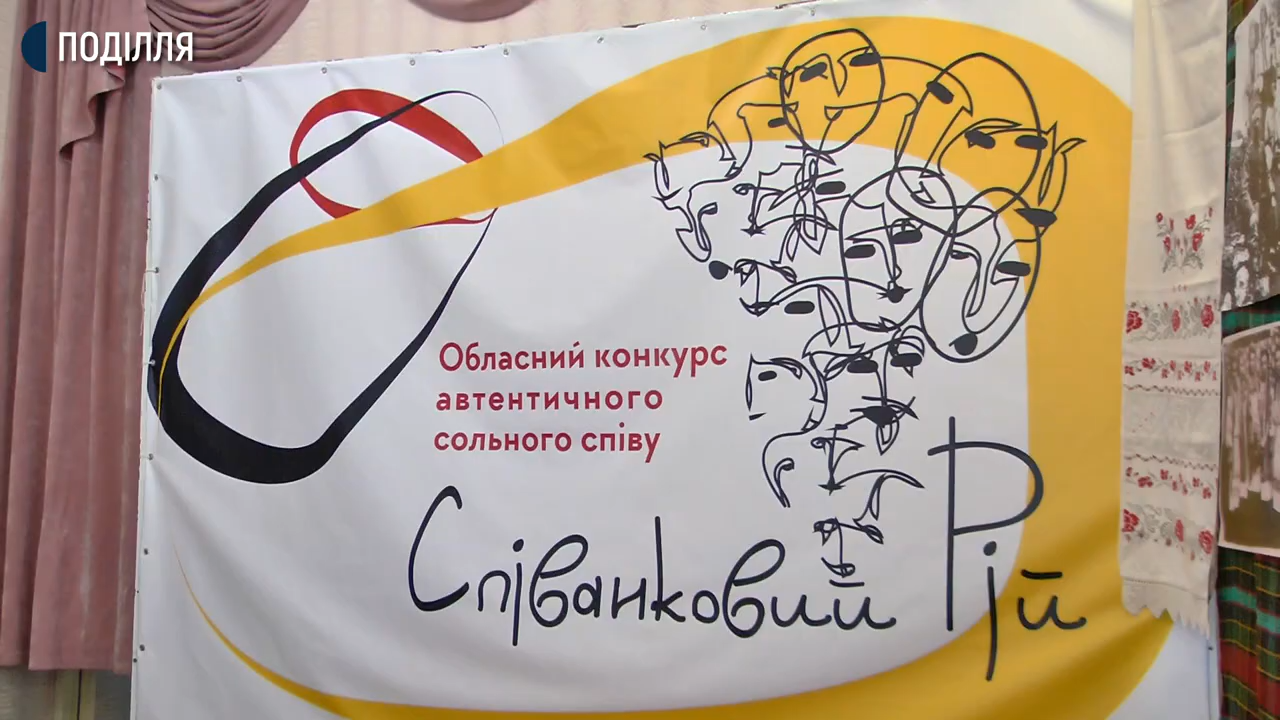 ПОДІЛЛЯ
Обласний конкурс
автентичного
сольного співу
Співанковий Рій